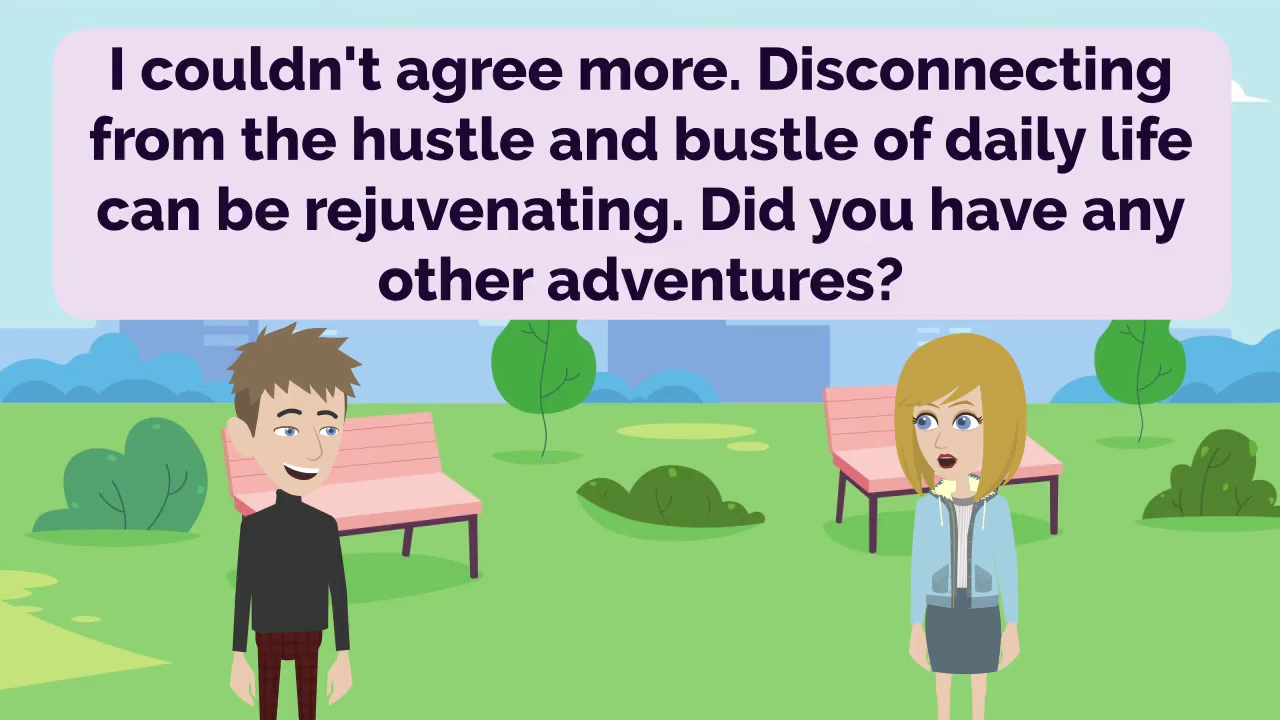 I couldn't agree more. Disconnecting
from the hustle and bustle of daily life
can be rejuvenating. Did you have any
other adventures?